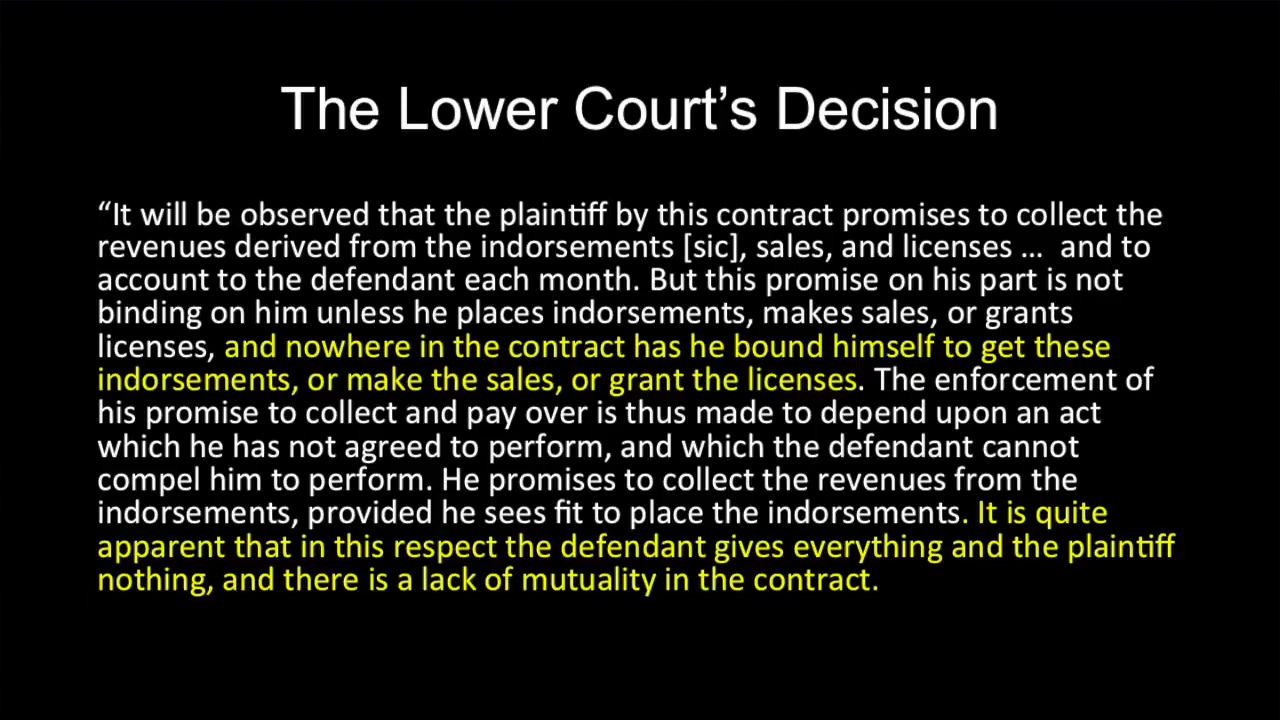 The Lower Court’s Decision
“It will be observed that the plaintiff by this contract promises to collect the
revenues derived from the indorsements [sic], sales, and licenses … and to
account to the defendant each month. But this promise on his part is not
binding on him unless he places indorsements, makes sales, or grants
licenses, and nowhere in the contract has he bound himself to get these
indorsements, or make the sales, or grant the licenses. The enforcement of
his promise to collect and pay over is thus made to depend upon an act
which he has not agreed to perform, and which the defendant cannot
compel him to perform. He promises to collect the revenues from the
indorsements, provided he sees fit to place the indorsements. It is quite
apparent that in this respect the defendant gives everything and the plaintiff
nothing, and there is a lack of mutuality in the contract.